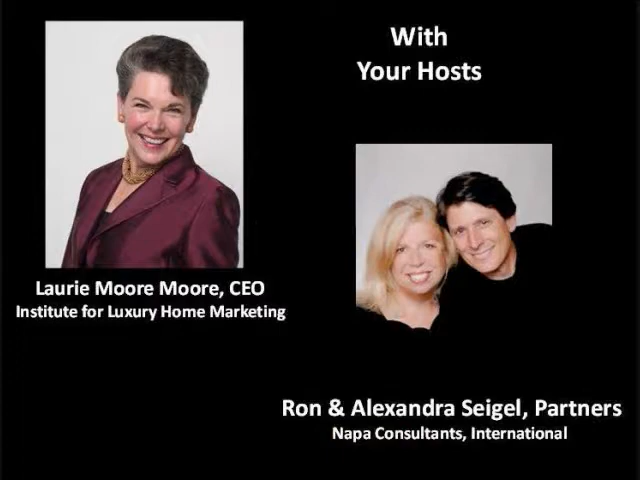 With
Your Hosts
Laurie Moore Moore, CEO
Institute for Luxury Home Marketing
Ron & Alexandra Seigel, Partners
Napa Consultants, International